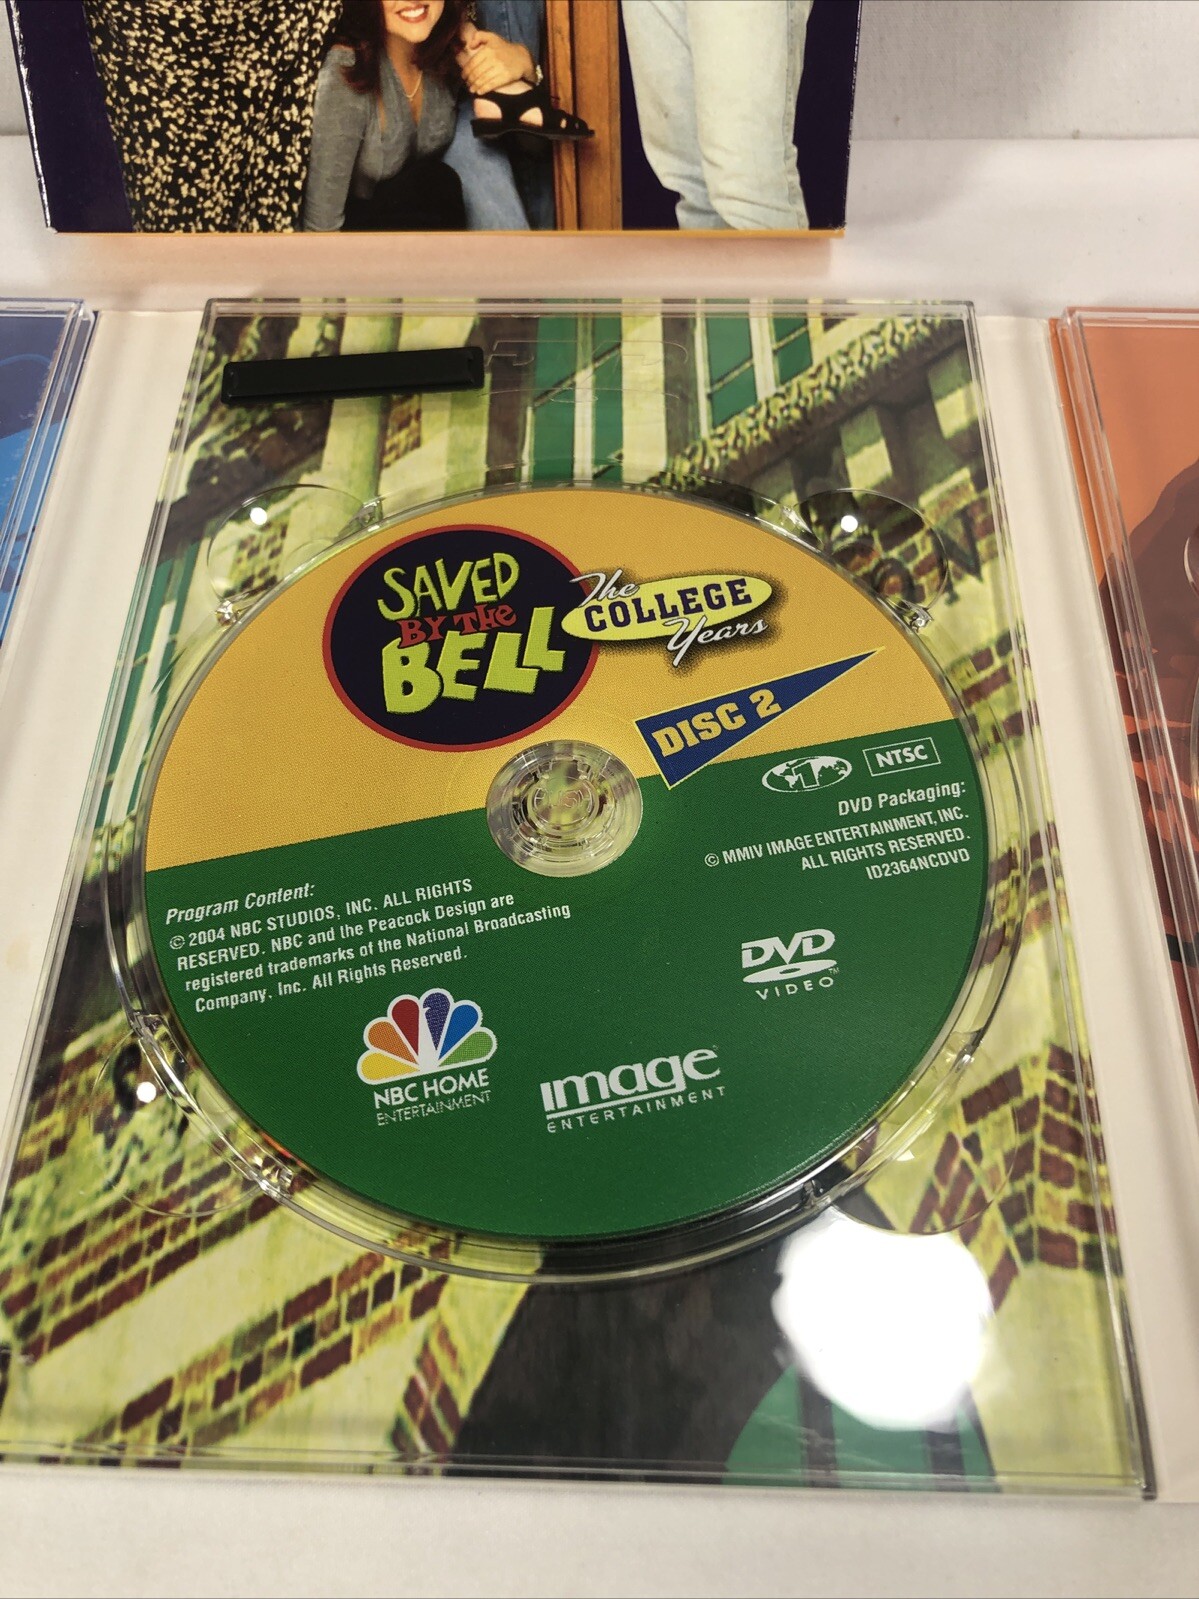 SAVED
BY THE
BELL
The
COLLEGE
Years
DISC 2
1
NTSC
DVD Packaging:
© MMIV IMAGE ENTERTAINMENT, INC.
ALL RIGHTS RESERVED.
ID2364NCDVD
Program Content:
© 2004 NBC STUDIOS, INC. ALL RIGHTS
RESERVED. NBC and the Peacock Design are
registered trademarks of the National Broadcasting
Company, Inc. All Rights Reserved.
DVD
VIDEO™
NBC HOME
ENTERTAINMENT
image
ENTERTAINMENT